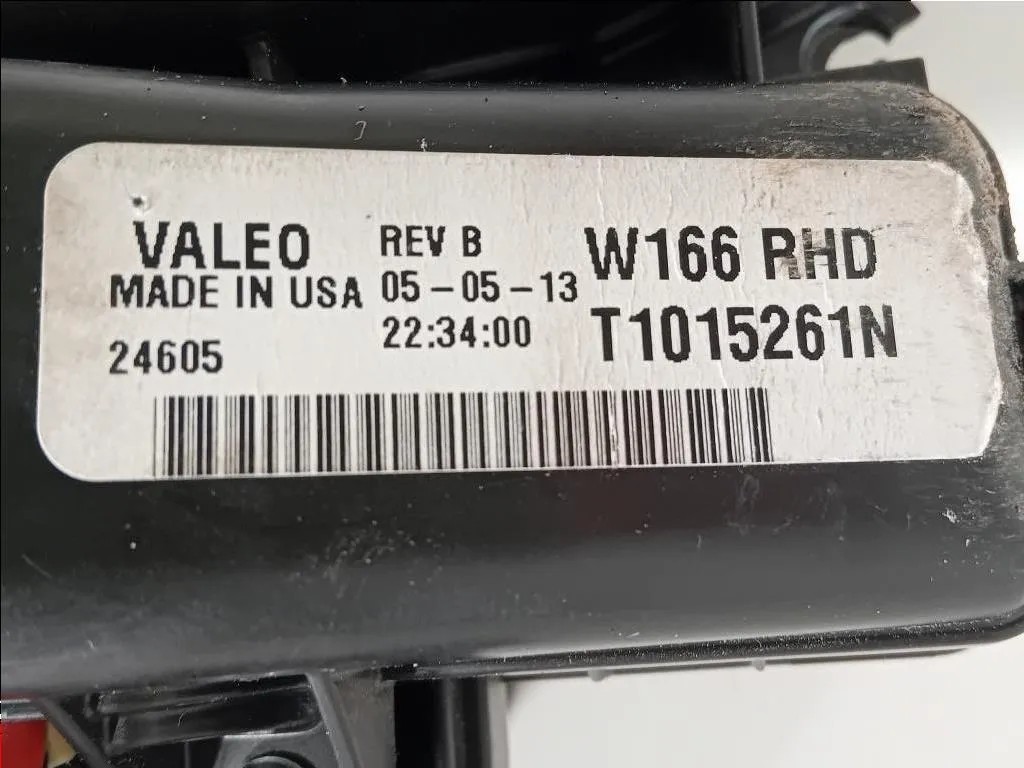 VALEO
MADE IN USA
24605
REV B
05-05-13
22:34:00
W166 RHD
T1015261N